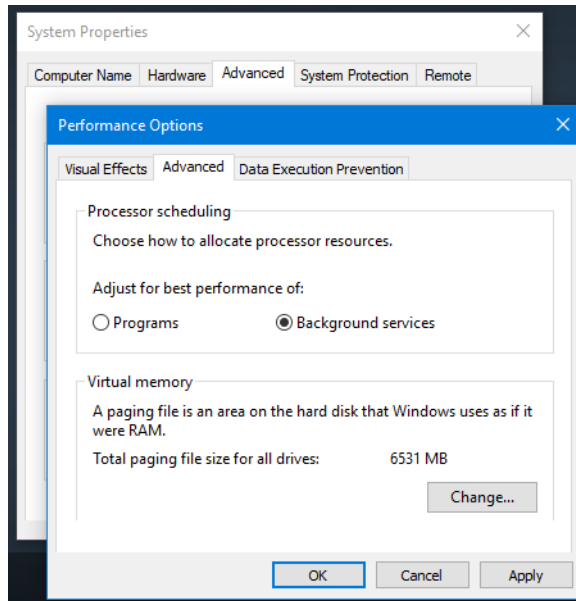 System Properties
Computer Name Hardware Advanced System Protection Remote
Performance Options
Visual Effects Advanced Data Execution Prevention
Processor scheduling
Choose how to allocate processor resources.
Adjust for best performance of:
Programs Background services
Virtual memory
A paging file is an area on the hard disk that Windows uses as if it
were RAM.
Total paging file size for all drives: 6531 MB
Change...
OK Cancel Apply